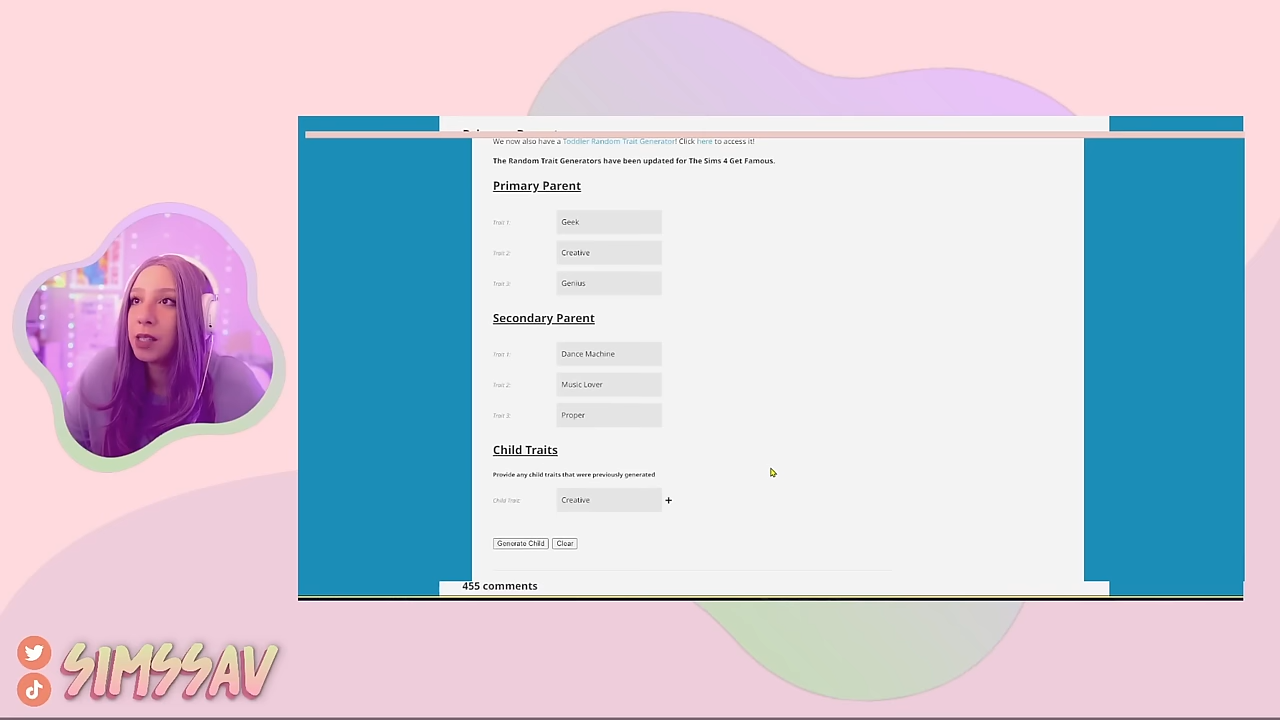 We now also have a Toddler Random Trait Generator! Click here to access it!
The Random Trait Generators have been updated for The Sims 4 Get Famous.
Primary Parent
Trait 1: Geek
Trait 2: Creative
Trait 3: Genius
Secondary Parent
Trait 1: Dance Machine
Trait 2: Music Lover
Trait 3: Proper
Child Traits
Provide any child traits that were previously generated
Child Trait: Creative +
Generate Child Clear
455 comments
SIMSSAV